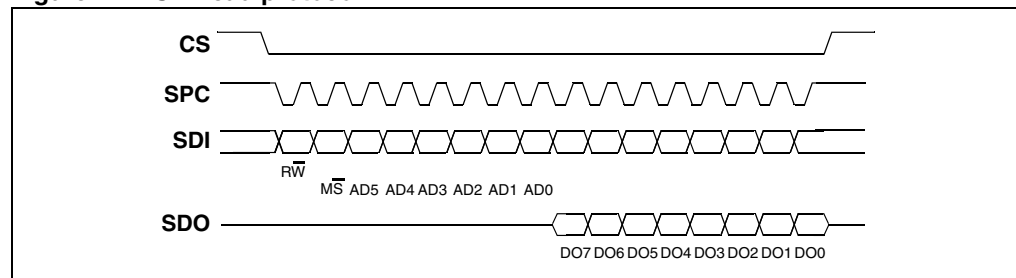 CS
SPC
SDI
RW̅
MS̅ AD5 AD4 AD3 AD2 AD1 AD0
SDO
DO7 DO6 DO5 DO4 DO3 DO2 DO1 DO0